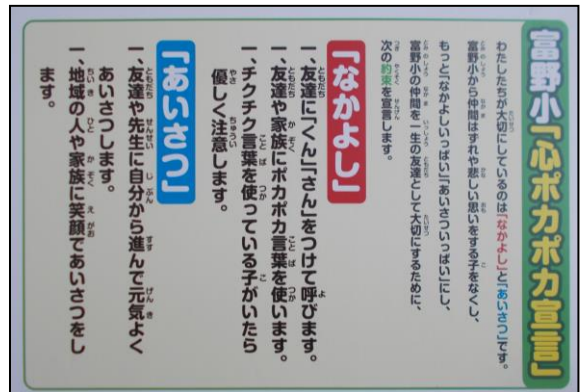 富野小「心ポカポカ宣言」
わたしたちが大切にしているのは「なかよし」と「あいさつ」です。
富野小から仲間はずれや悲しい思いをする子をなくし、
もっと「なかよしいっぱい」「あいさついっぱい」にし、
富野小の仲間を一生の友達として大切にするために、
次の約束を宣言します。
「なかよし」
一、友達に「くん」「さん」をつけて呼びます。
一、友達や家族にポカポカ言葉を使います。
一、チクチク言葉を使っている子がいたら
優しく注意します。
「あいさつ」
一、友達や先生に自分から進んで元気よく
あいさつします。
一、地域の人や家族に笑顔であいさつをし
ます。